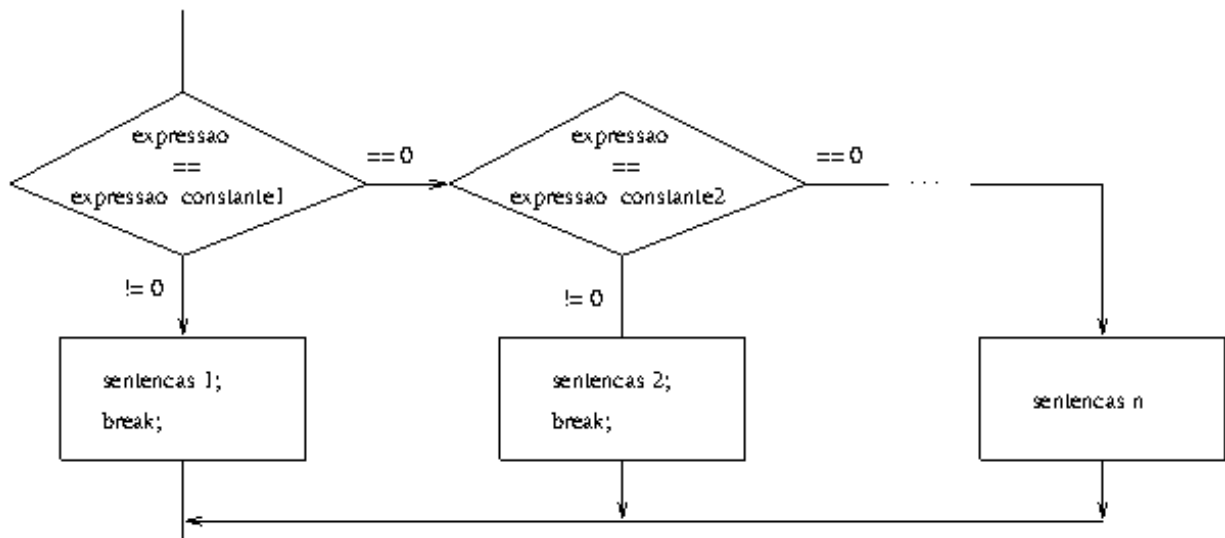 expressao
==
expressao constante1
== 0
!= 0
expressao
==
expressao constante2
== 0
!= 0
. . .
sentencas 1;
break;
sentencas 2;
break;
sentencas n